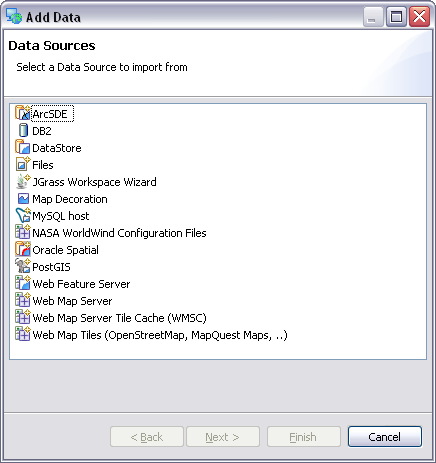 Add Data
Data Sources
Select a Data Source to import from
ArcSDE
DB2
DataStore
Files
JGrass Workspace Wizard
Map Decoration
MySQL host
NASA WorldWind Configuration Files
Oracle Spatial
PostGIS
Web Feature Server
Web Map Server
Web Map Server Tile Cache (WMSC)
Web Map Tiles (OpenStreetMap, MapQuest Maps, ..)
< Back Next > Finish Cancel